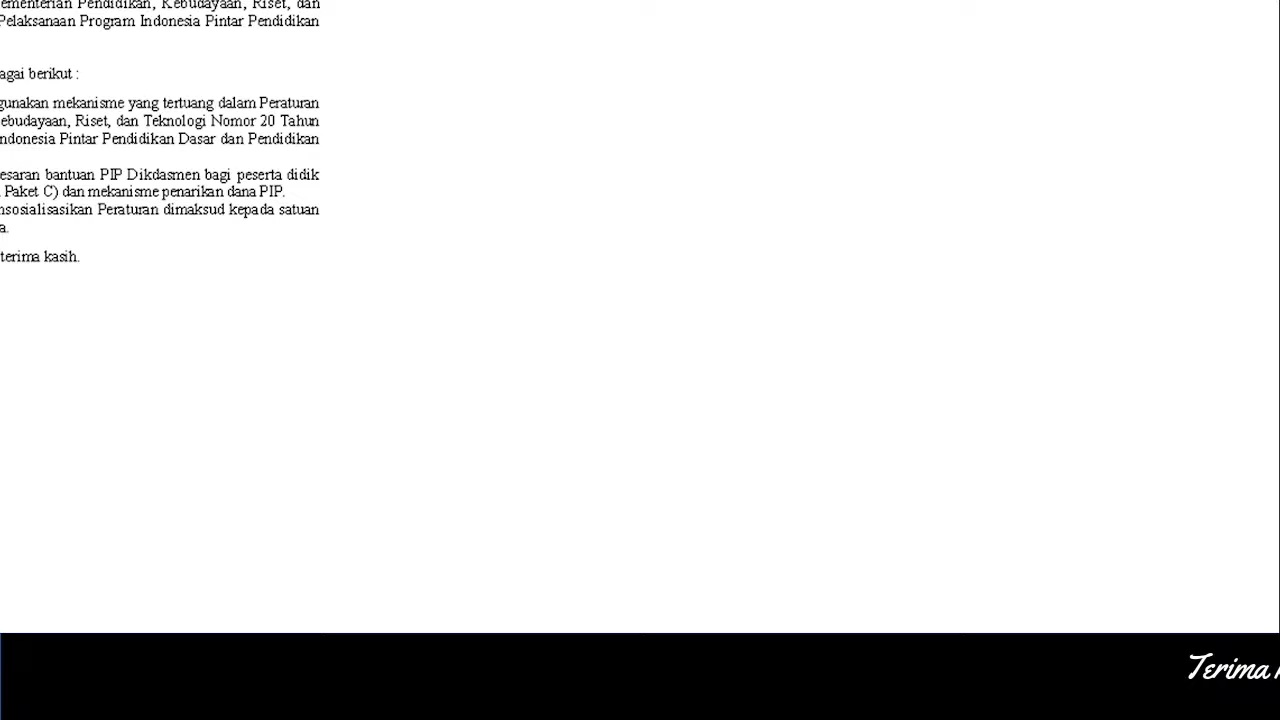 Pendidikan, Kebudayaan, Riset, dan
Pelaksanaan Program Indonesia Pintar Pendidikan
agai berikut :
gunakan mekanisme yang tertuang dalam Peraturan
ebudayaan, Riset, dan Teknologi Nomor 20 Tahun
ndonesia Pintar Pendidikan Dasar dan Pendidikan
esaran bantuan PIP Dikdasmen bagi peserta didik
Paket C) dan mekanisme penarikan dana PIP.
nsosialisasikan Peraturan dimaksud kepada satuan
a.
terima kasih.
Terima